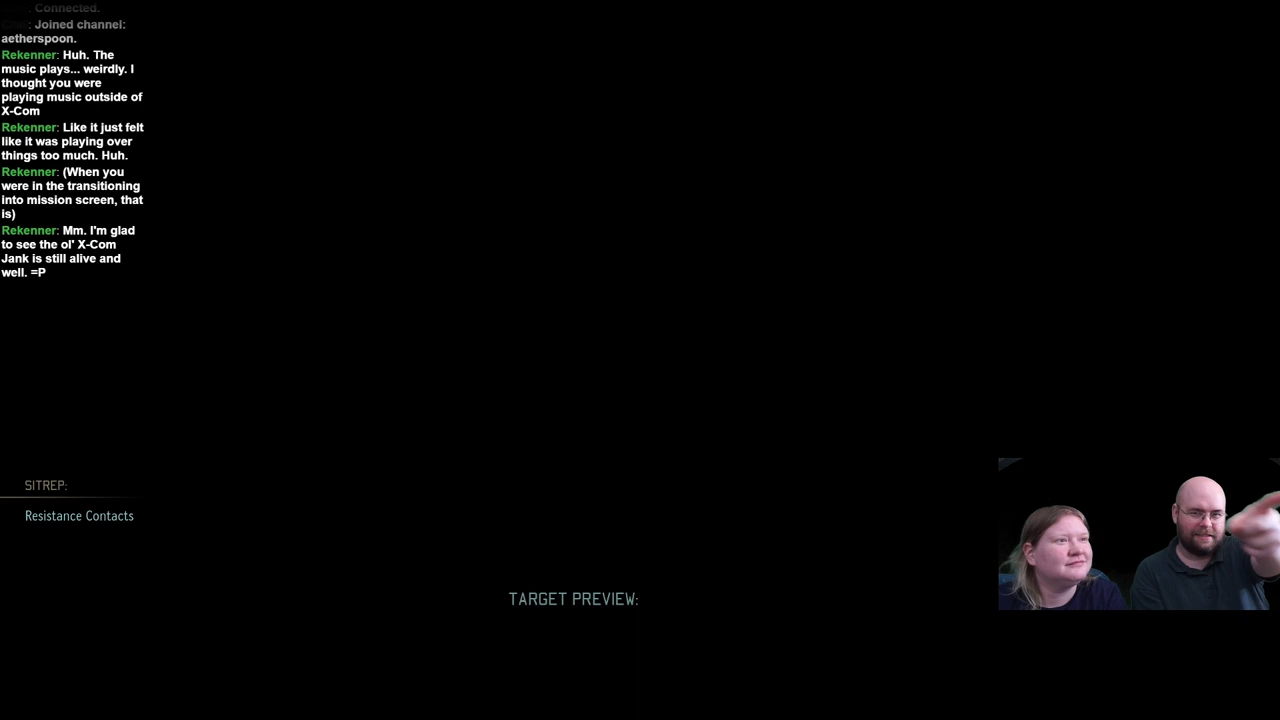 : Connected.
: Joined channel:
aetherspoon.
Rekenner: Huh. The
music plays... weirdly. I
thought you were
playing music outside of
X-Com
Rekenner: Like it just felt
like it was playing over
things too much. Huh.
Rekenner: (When you
were in the transitioning
into mission screen, that
is)
Rekenner: Mm. I'm glad
to see the ol' X-Com
Jank is still alive and
well. =P
SITREP:
Resistance Contacts
TARGET PREVIEW: